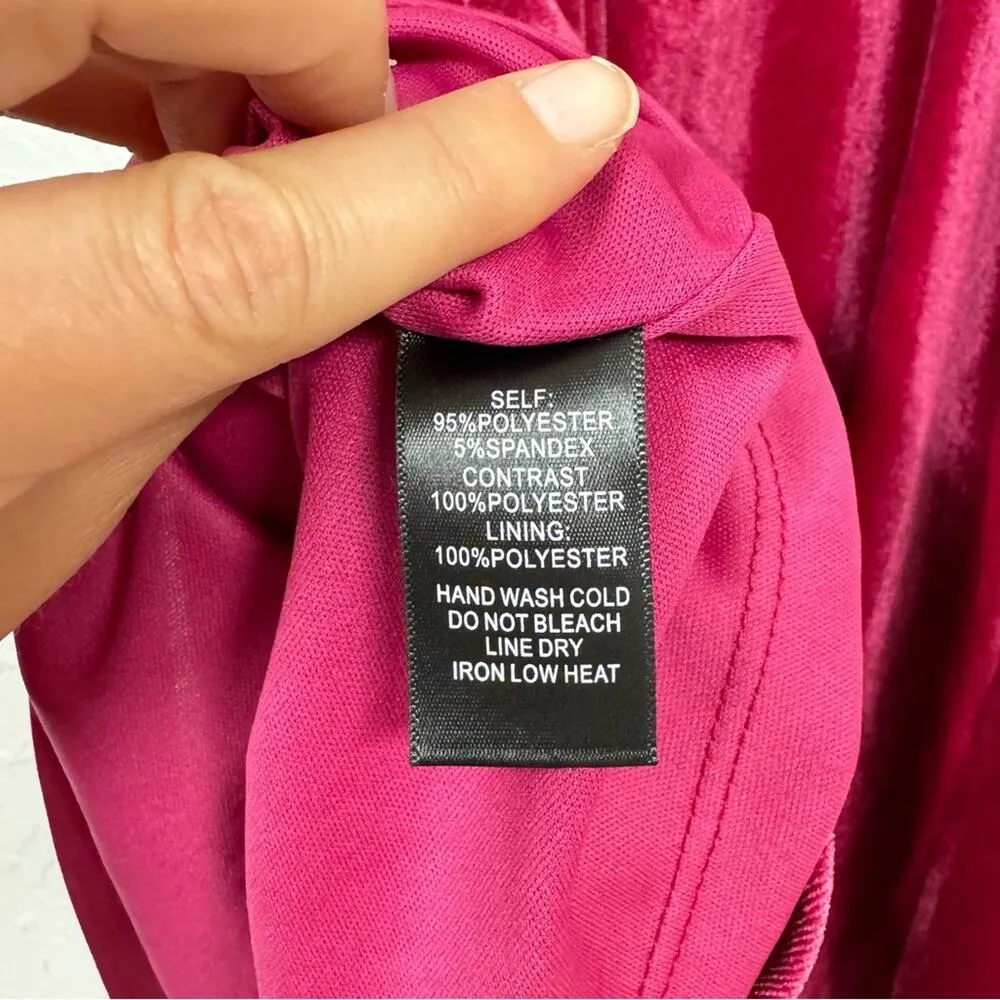 SELF:
95%POLYESTER
5%SPANDEX
CONTRAST
100%POLYESTER
LINING:
100%POLYESTER
HAND WASH COLD
DO NOT BLEACH
LINE DRY
IRON LOW HEAT